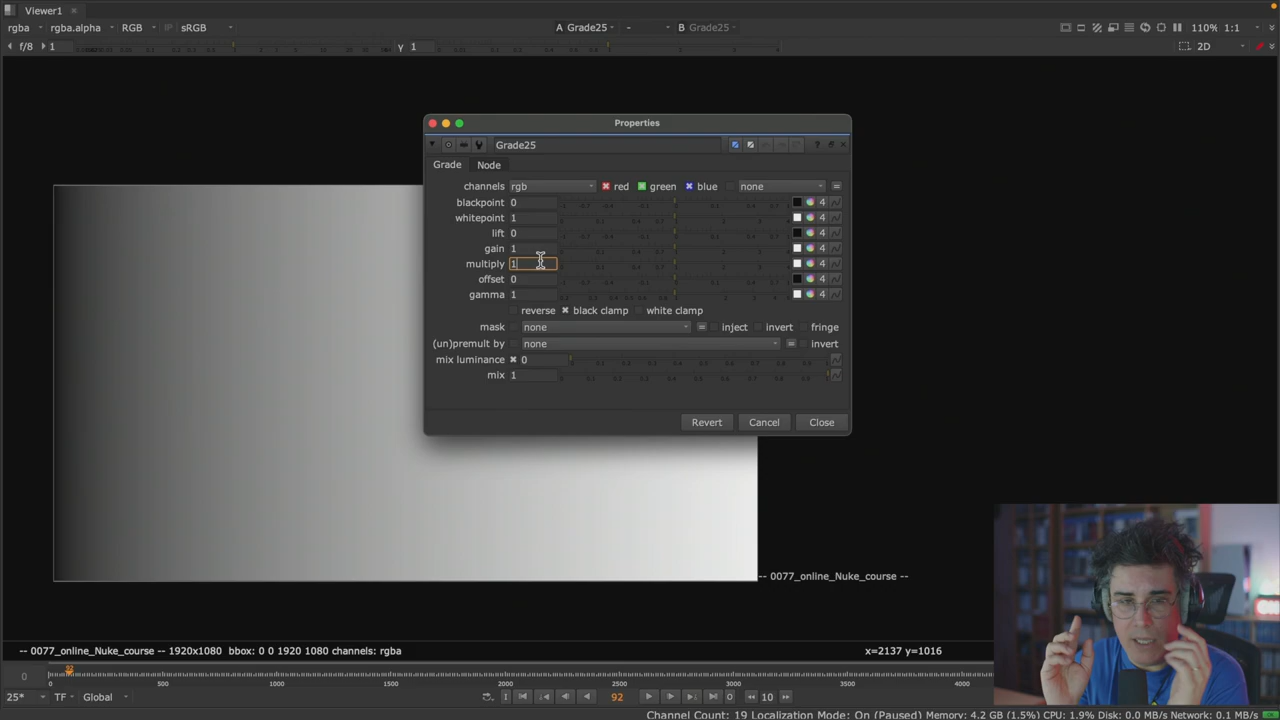 Viewer1
rgba rgba.alpha RGB IP sRGB A Grade25 - B Grade25 110% 1:1
f/8 1 γ 1 2D
Properties
Grade25
Grade Node
channels rgb red green blue none
blackpoint 0 4
whitepoint 1 4
lift 0 4
gain 1 4
multiply 1 4
offset 0 4
gamma 1 4
reverse black clamp white clamp
mask none inject invert fringe
(un)premult by none invert
mix luminance 0
mix 1
Revert Cancel Close
-- 0077_online_Nuke_course --
-- 0077_online_Nuke_course -- 1920x1080 bbox: 0 0 1920 1080 channels: rgba x=2137 y=1016
0 0 500 1000 1500 2000 2500 3000 3500 4000
25* TF Global 92 10
Channel Count: 19 Localization Mode: On (Paused) Memory: 4.2 GB (1.5%) CPU: 1.9% Disk: 0.0 MB/s Network: 0.1 MB/s